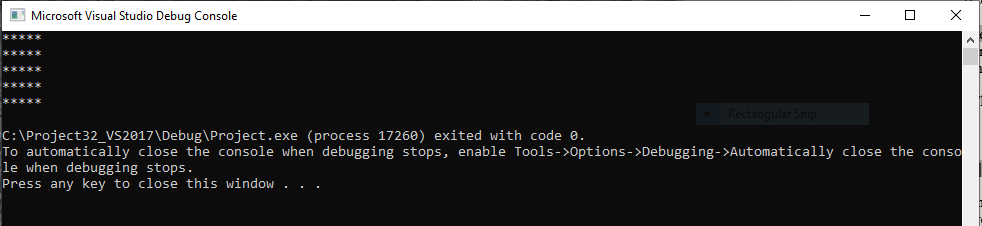 Microsoft Visual Studio Debug Console
*****
*****
*****
*****
*****
Rectangular Snip
C:\Project32_VS2017\Debug\Project.exe (process 17260) exited with code 0.
To automatically close the console when debugging stops, enable Tools->Options->Debugging->Automatically close the conso
le when debugging stops.
Press any key to close this window . . .